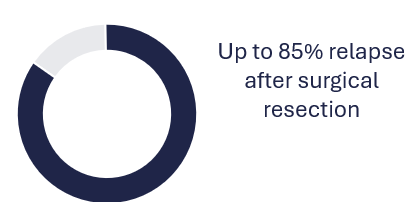 Up to 85% relapse
after surgical
resection